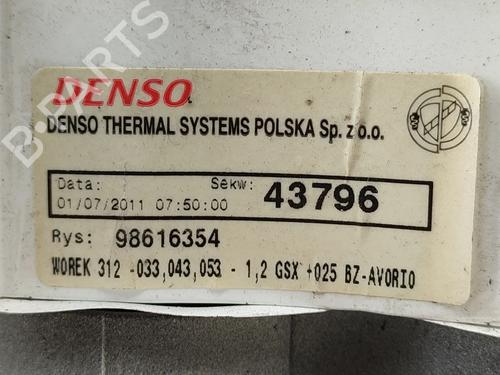 B-PARTS
DENSO
DENSO THERMAL SYSTEMS POLSKA Sp. z o.o.
Data: Sekw: 43796
01/07/2011 07:50:00
Rys: 98616354
WOREK 312 -033,043,053 - 1,2 GSX +025 BZ-AVORIO